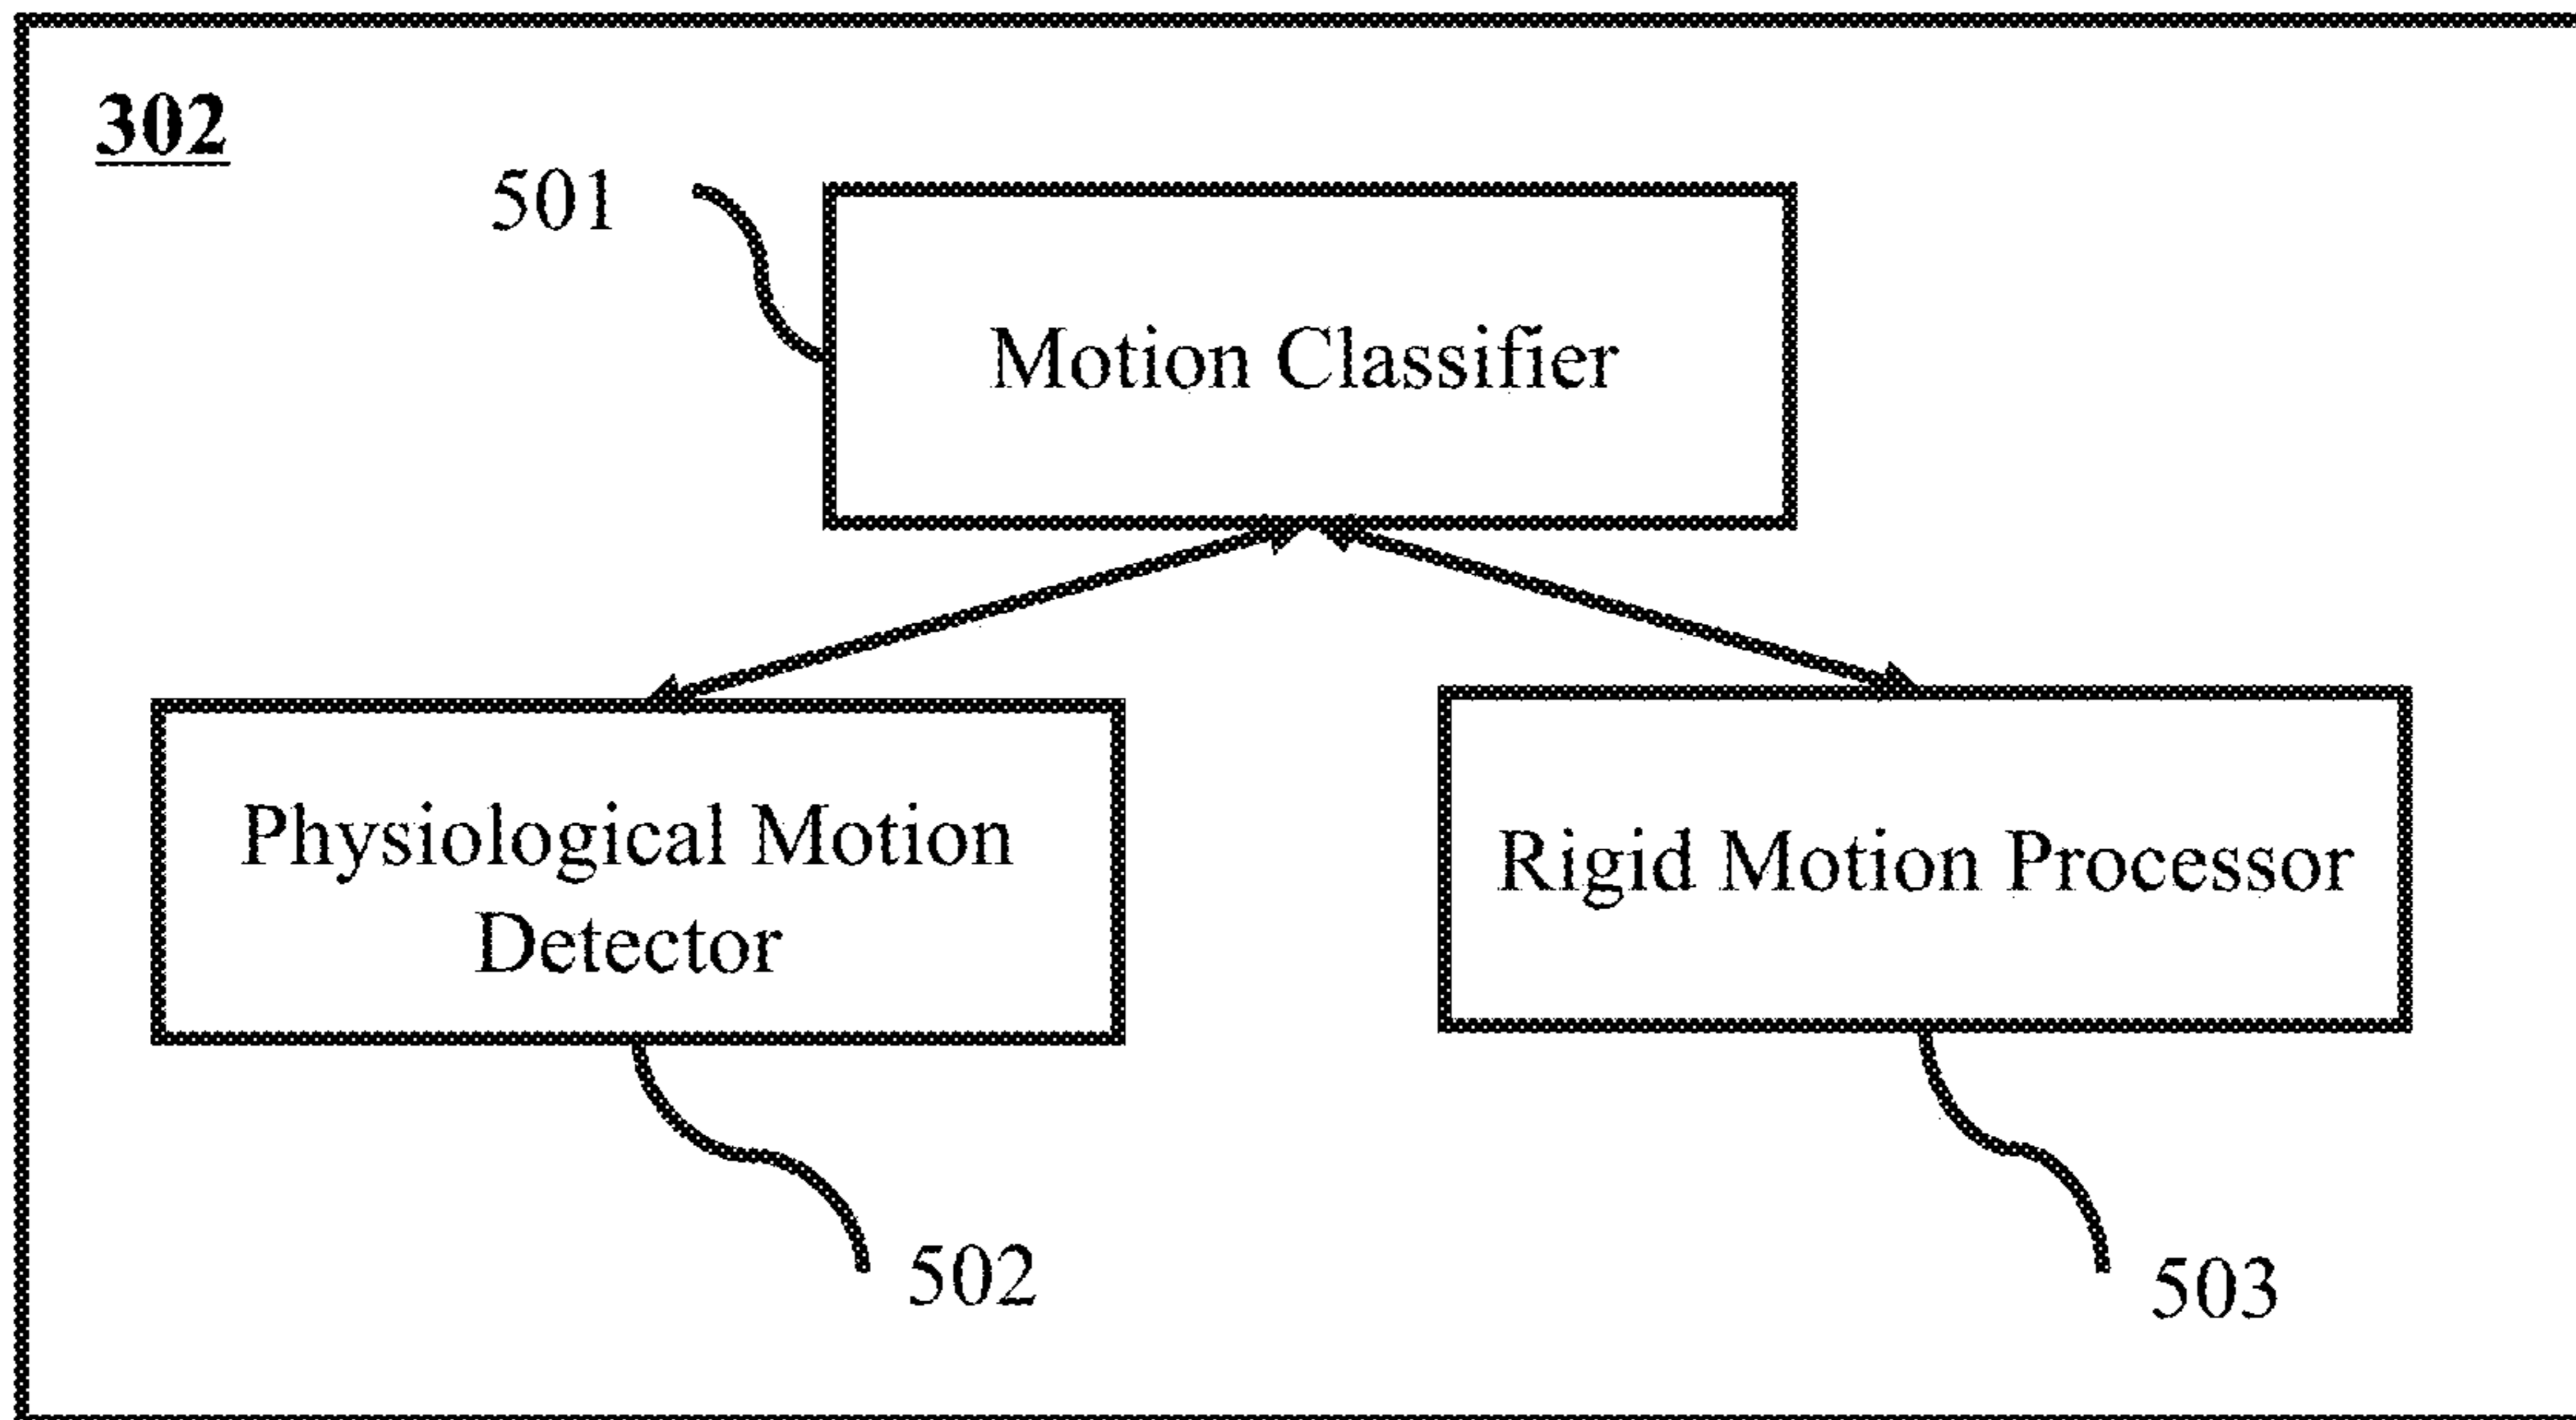 302
501
Motion Classifier
Physiological Motion
Detector
Rigid Motion Processor
502
503